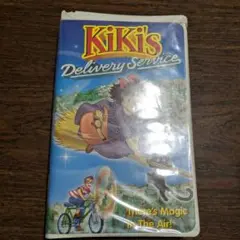 KiKi's
Delivery Service
There's Magic
In The Air!